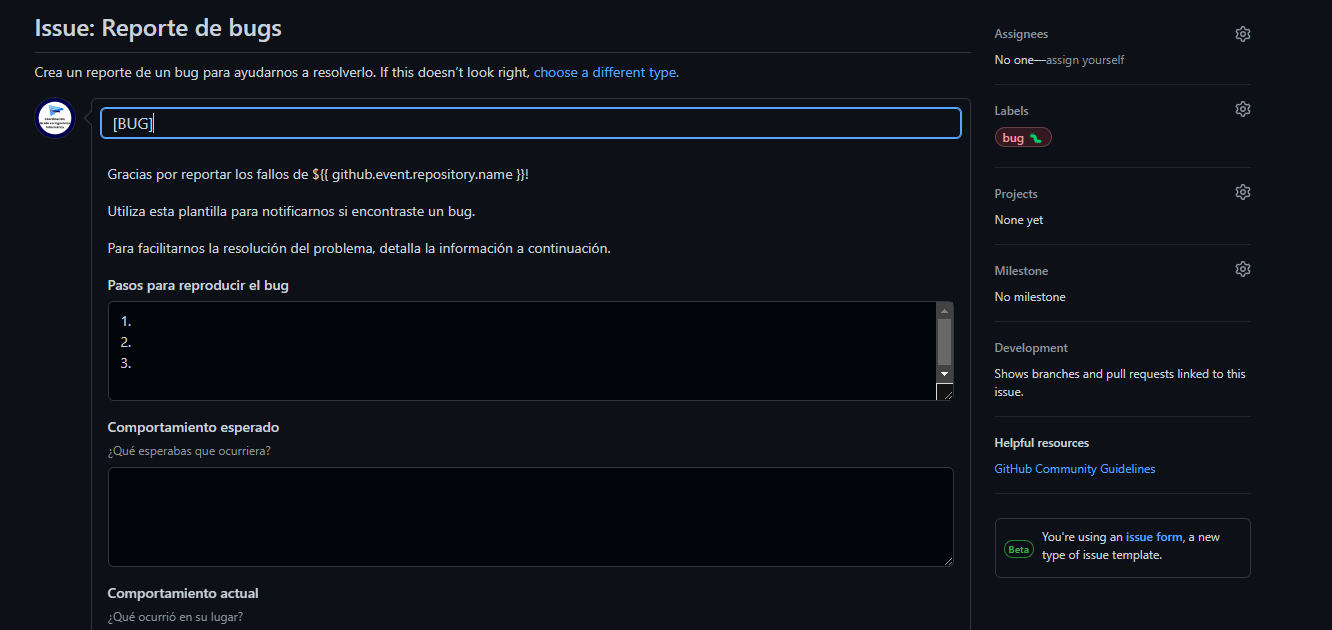 Issue: Reporte de bugs
Crea un reporte de un bug para ayudarnos a resolverlo. If this doesn’t look right, choose a different type.
[BUG]
Gracias por reportar los fallos de ${{ github.event.repository.name }}!
Utiliza esta plantilla para notificarnos si encontraste un bug.
Para facilitarnos la resolución del problema, detalla la información a continuación.
Pasos para reproducir el bug
1.
2.
3.
Comportamiento esperado
¿Qué esperabas que ocurriera?
Comportamiento actual
¿Qué ocurrió en su lugar?
Assignees
No one—assign yourself
Labels
bug
Projects
None yet
Milestone
No milestone
Development
Shows branches and pull requests linked to this
issue.
Helpful resources
GitHub Community Guidelines
Beta
You're using an issue form, a new
type of issue template.